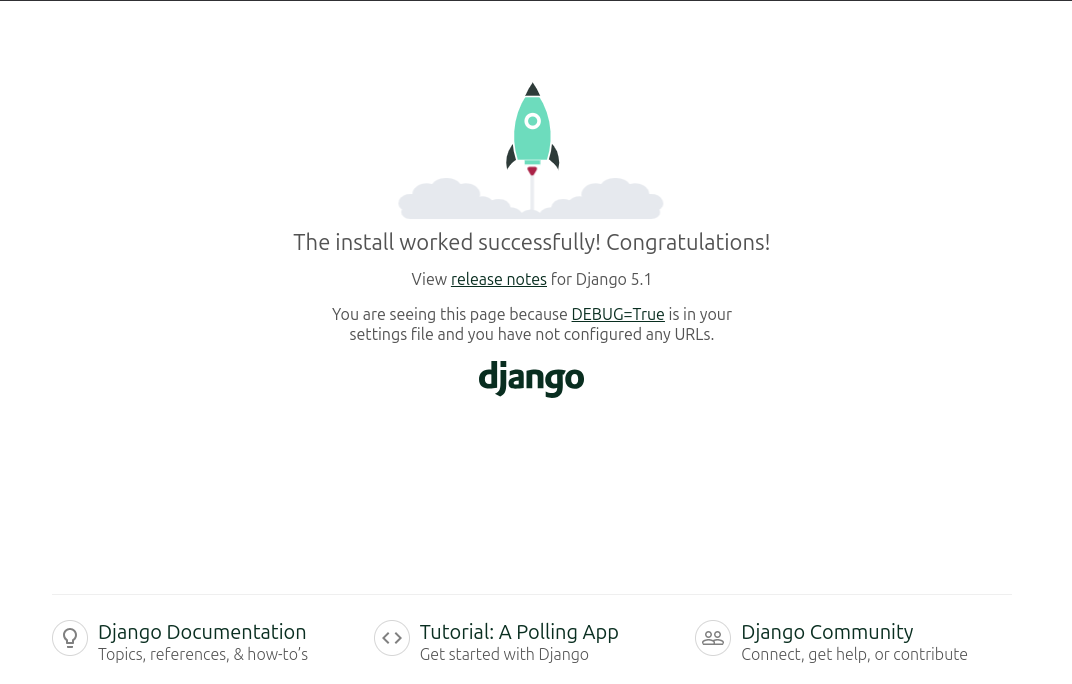 The install worked successfully! Congratulations!
View release notes for Django 5.1
You are seeing this page because DEBUG=True is in your
settings file and you have not configured any URLs.
django
Django Documentation
Topics, references, & how-to’s
Tutorial: A Polling App
Get started with Django
Django Community
Connect, get help, or contribute